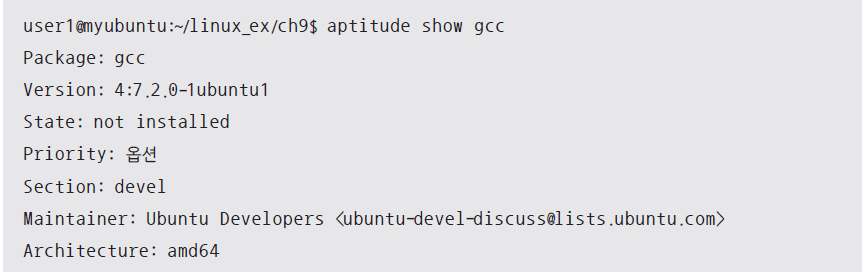 user1@myubuntu:~/linux_ex/ch9$ aptitude show gcc
Package: gcc
Version: 4:7.2.0-1ubuntu1
State: not installed
Priority: 옵션
Section: devel
Maintainer: Ubuntu Developers <ubuntu-devel-discuss@lists.ubuntu.com>
Architecture: amd64